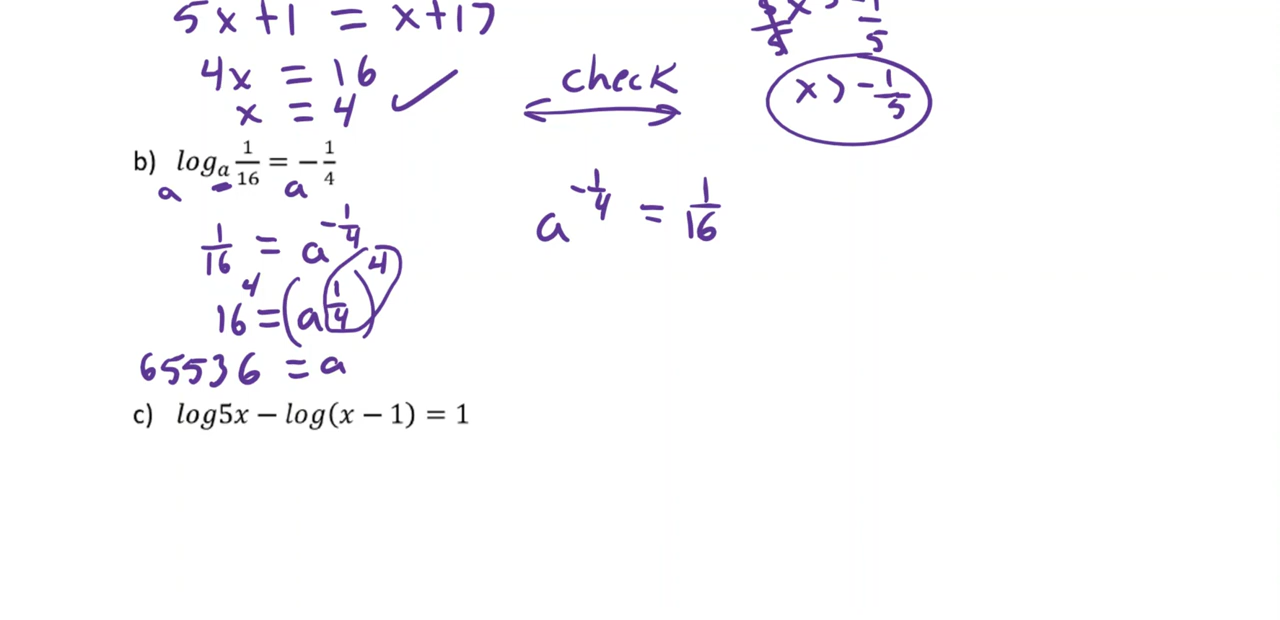 5x + 1 = x + 17
4x = 16
x = 4 ✓
check
x > -1/5
b) log_a 1/16 = -1/4
a a
1/16 = a^(-1/4)
a^(-1/4) = 1/16
16^4 = (a^(1/4))^4
65536 = a
c) log5x − log(x − 1) = 1